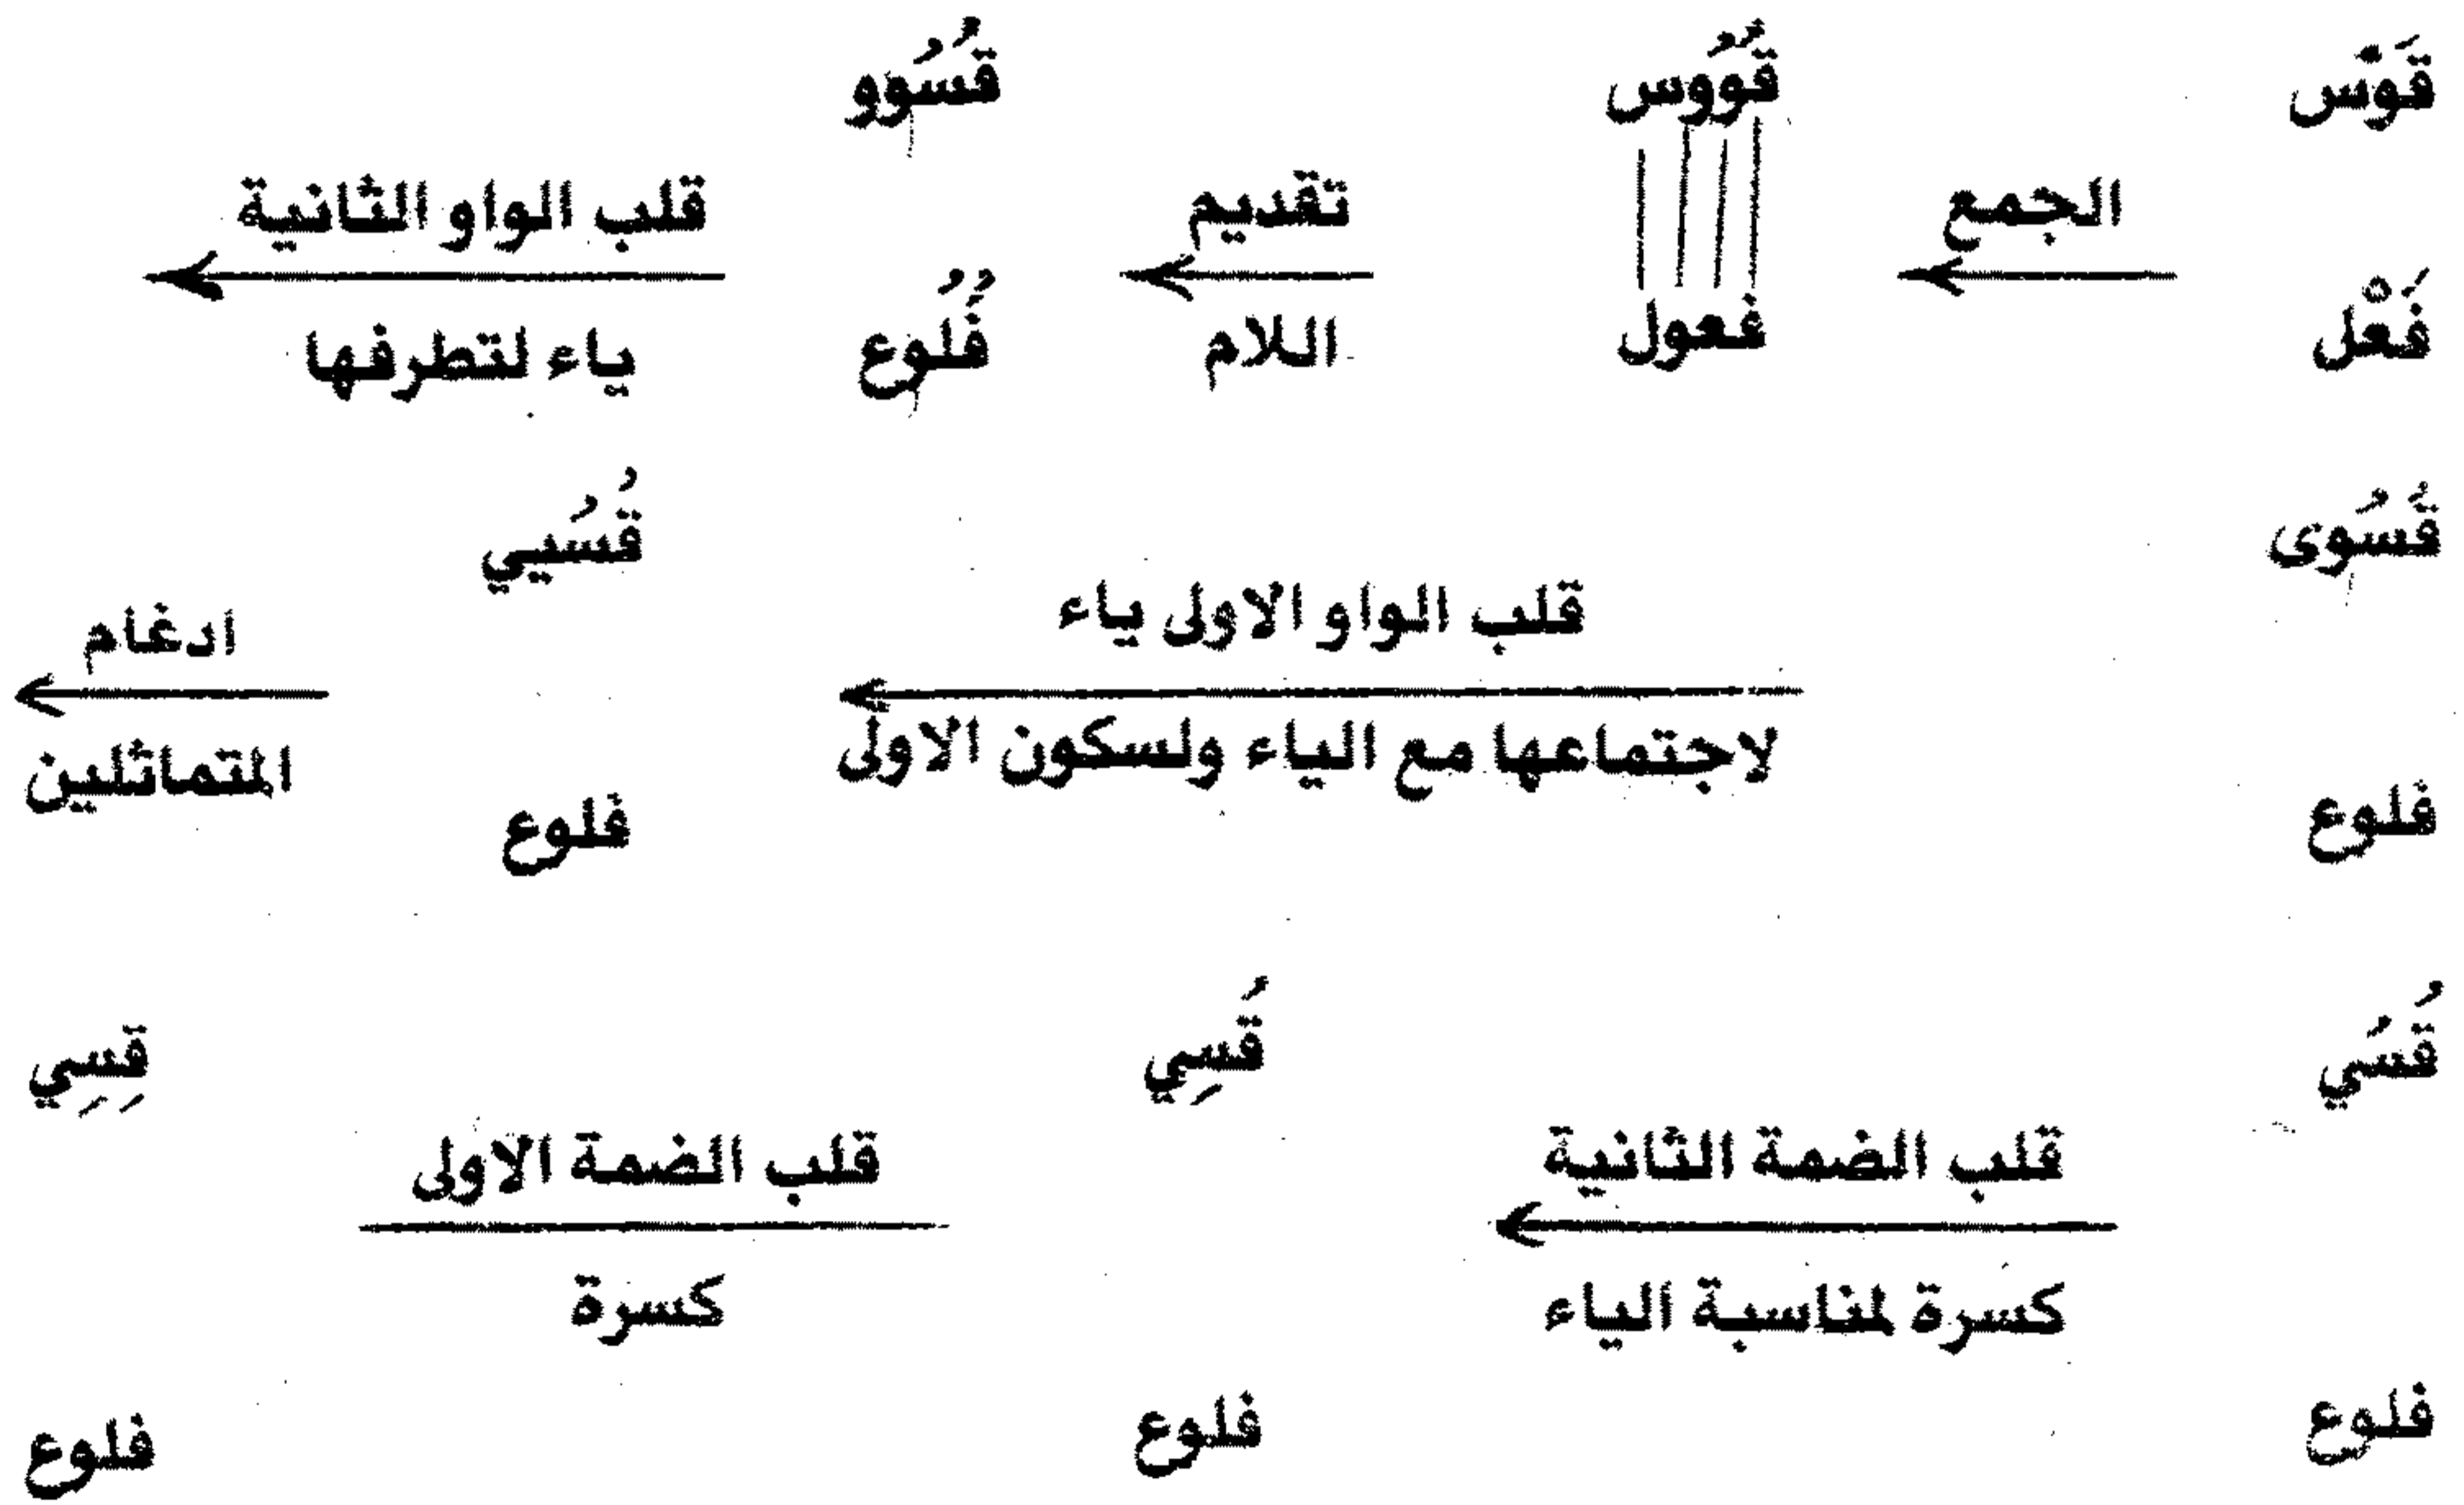 قَوْس
الجمع
قُوُوس
فَعْل
فعول
تقديم
اللام
قُسُوو
فُلُوع
قلب الواو الثانية
ياء لتطرفها
قُسُوى
فلوع
قلب الواو الاولى ياء
لاجتماعها مع الياء ولسكون الاولى
قُسُيي
فلوع
ادغام
المتماثلين
قُسُي
فلوع
قلب الضمة الثانية
كسرة لمناسبة الياء
قُسِي
فلوع
قلب الضمة الاولى
كسرة
قِسِي
فلوع